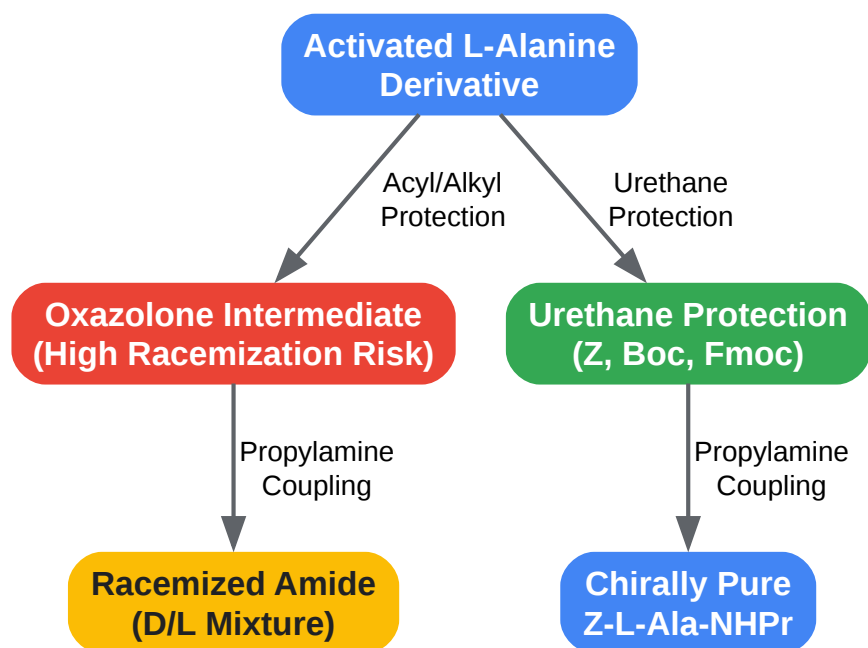 Activated L-Alanine
Derivative
Acyl/Alkyl
Protection
Urethane
Protection
Oxazolone Intermediate
(High Racemization Risk)
Urethane Protection
(Z, Boc, Fmoc)
Propylamine
Coupling
Propylamine
Coupling
Racemized Amide
(D/L Mixture)
Chirally Pure
Z-L-Ala-NHPr